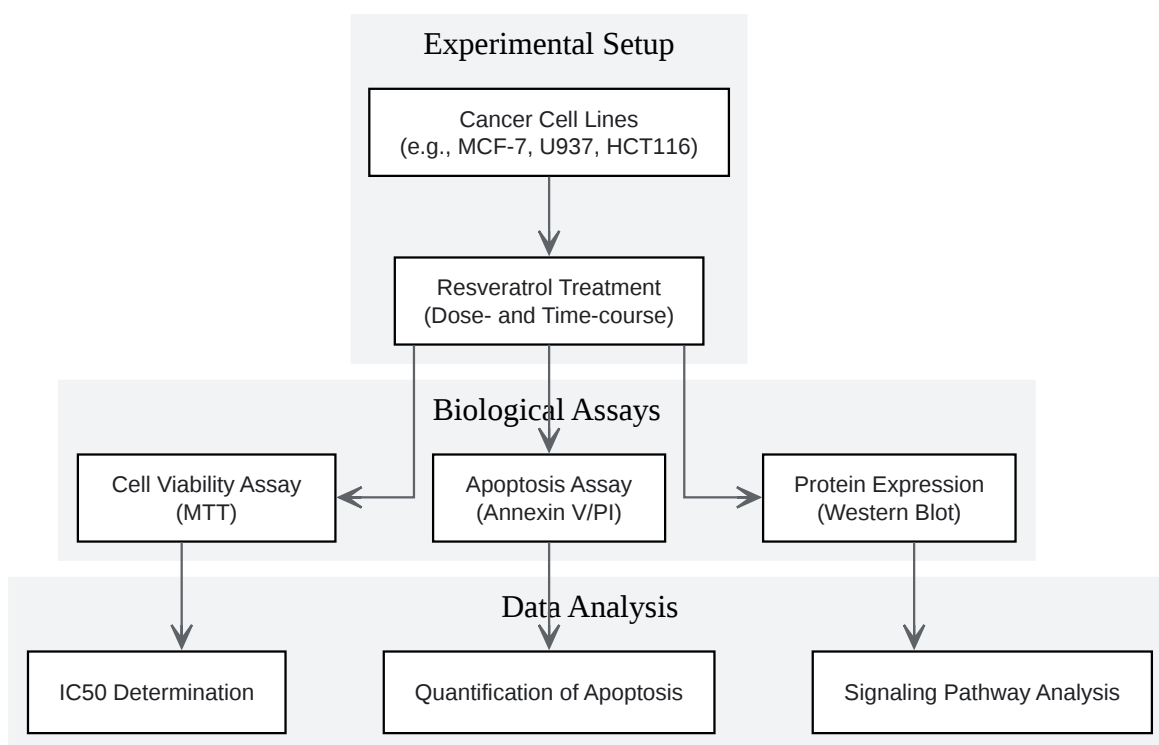 Experimental Setup
Cancer Cell Lines
(e.g., MCF-7, U937, HCT116)
Resveratrol Treatment
(Dose- and Time-course)
Biological Assays
Cell Viability Assay
(MTT)
Apoptosis Assay
(Annexin V/PI)
Protein Expression
(Western Blot)
Data Analysis
IC50 Determination
Quantification of Apoptosis
Signaling Pathway Analysis